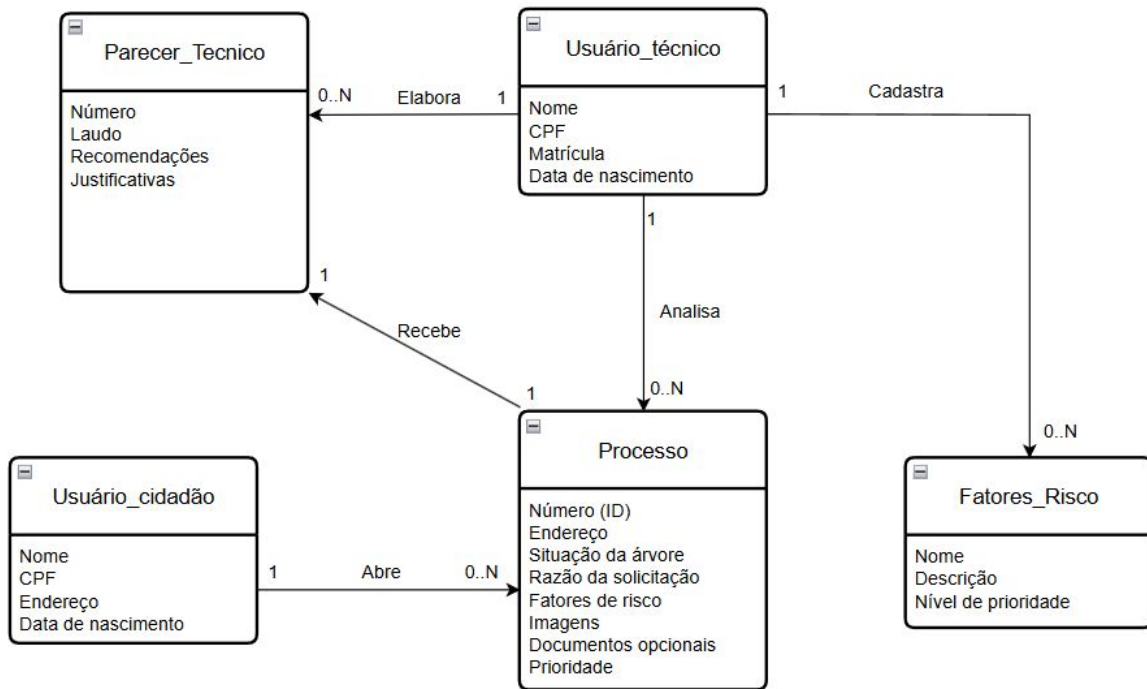 Parecer_Tecnico
Número
Laudo
Recomendações
Justificativas
Usuário_técnico
Nome
CPF
Matrícula
Data de nascimento
0..N
Elabora
1
1
Cadastra
0..N
1
Analisa
0..N
1
Recebe
1
Usuário_cidadão
Nome
CPF
Endereço
Data de nascimento
1
Abre
0..N
Processo
Número (ID)
Endereço
Situação da árvore
Razão da solicitação
Fatores de risco
Imagens
Documentos opcionais
Prioridade
Fatores_Risco
Nome
Descrição
Nível de prioridade